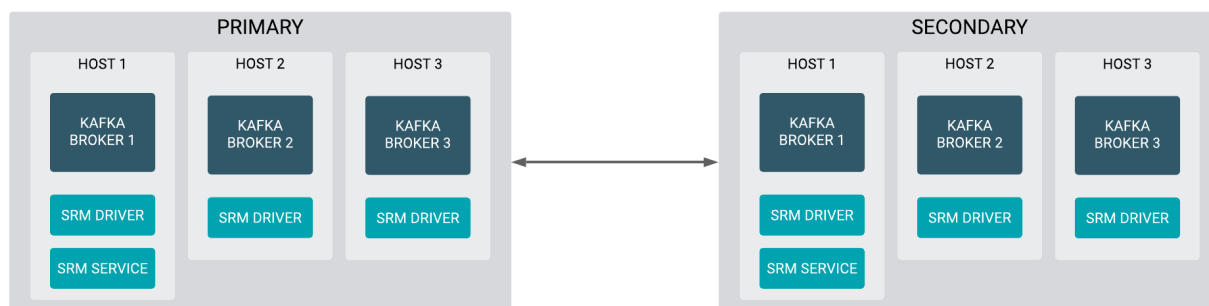 PRIMARY
HOST 1
KAFKA
BROKER 1
SRM DRIVER
SRM SERVICE
HOST 2
KAFKA
BROKER 2
SRM DRIVER
HOST 3
KAFKA
BROKER 3
SRM DRIVER
SECONDARY
HOST 1
KAFKA
BROKER 1
SRM DRIVER
SRM SERVICE
HOST 2
KAFKA
BROKER 2
SRM DRIVER
HOST 3
KAFKA
BROKER 3
SRM DRIVER